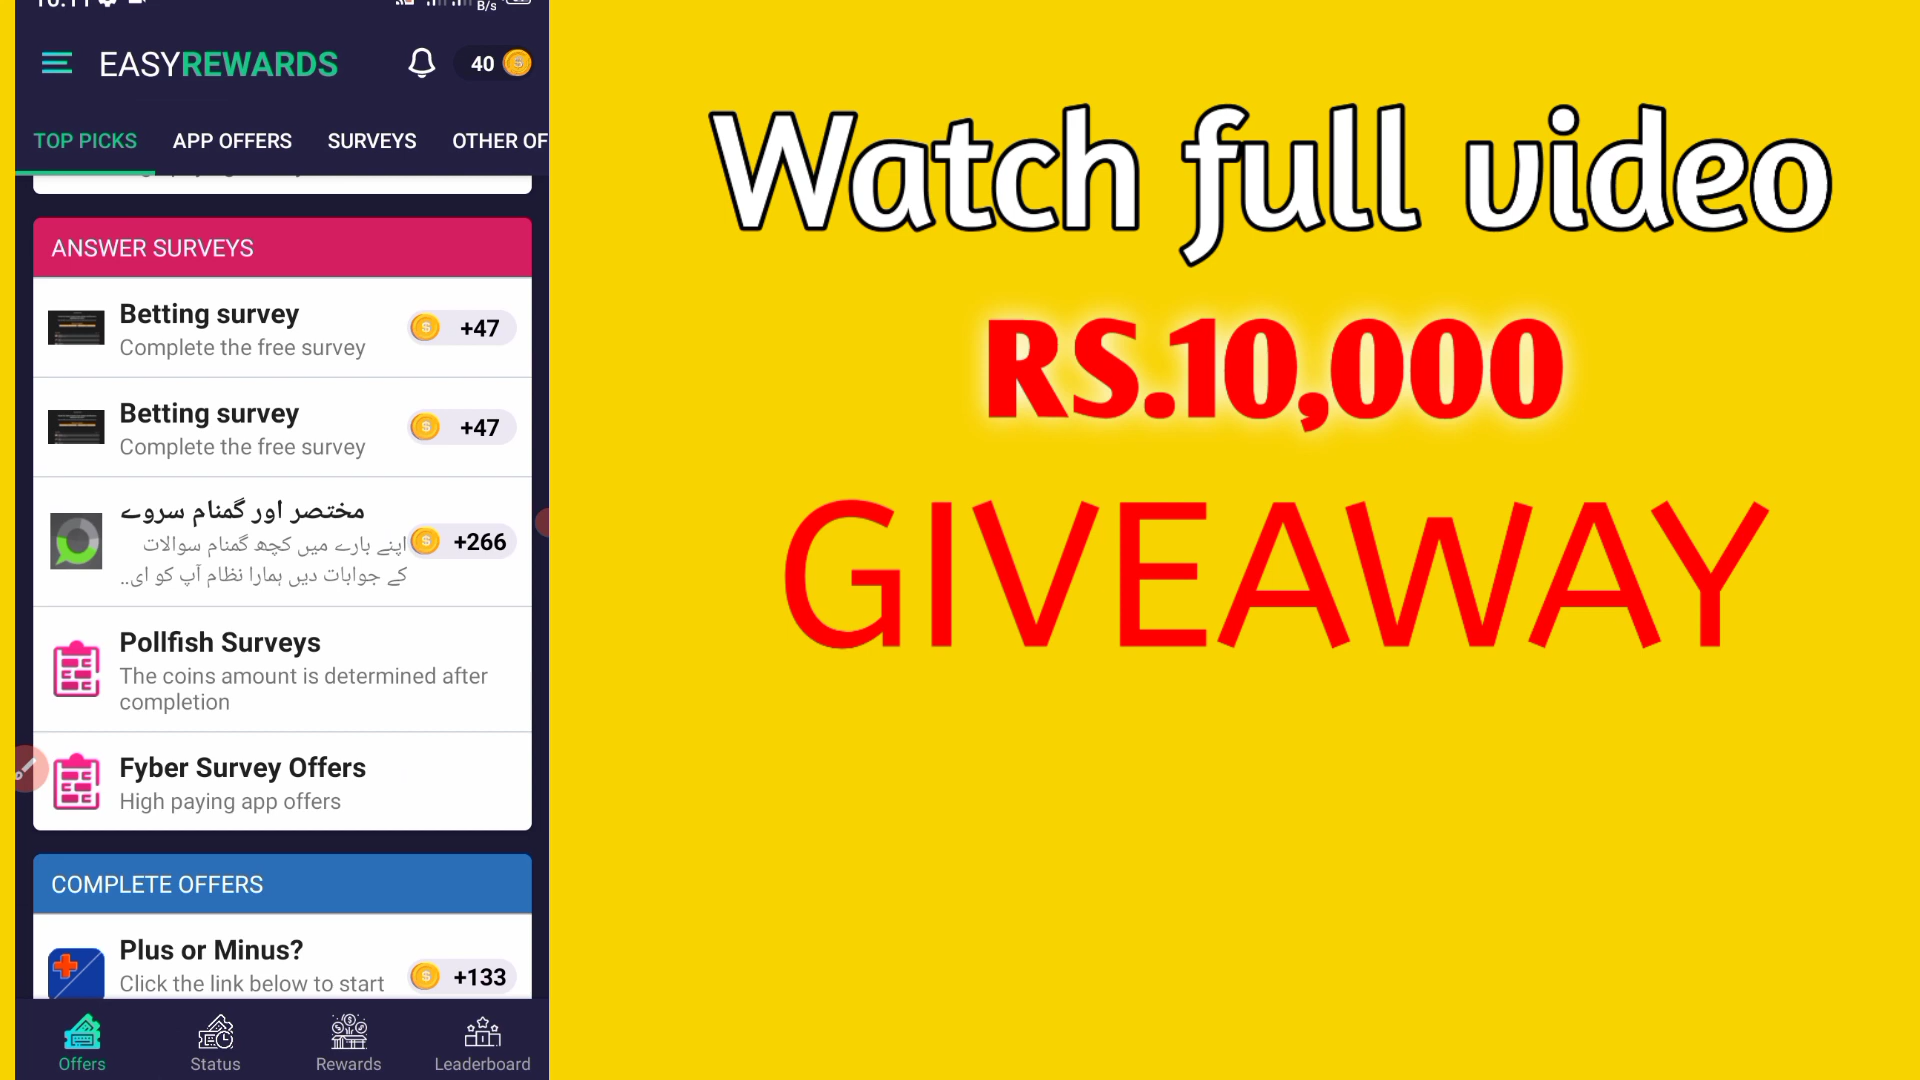 B/s
EASYREWARDS
40
TOP PICKS
APP OFFERS
SURVEYS
OTHER OF
ANSWER SURVEYS
Betting survey
Complete the free survey
+47
Betting survey
Complete the free survey
+47
مختصر اور گمنام سروے
اپنے بارے میں کچھ گمنام سوالات
کے جوابات دیں ہمارا نظام آپ کو ای..
+266
Pollfish Surveys
The coins amount is determined after
completion
Fyber Survey Offers
High paying app offers
COMPLETE OFFERS
Plus or Minus?
Click the link below to start
+133
Offers
Status
Rewards
Leaderboard
Watch full video
RS.10,000
GIVEAWAY